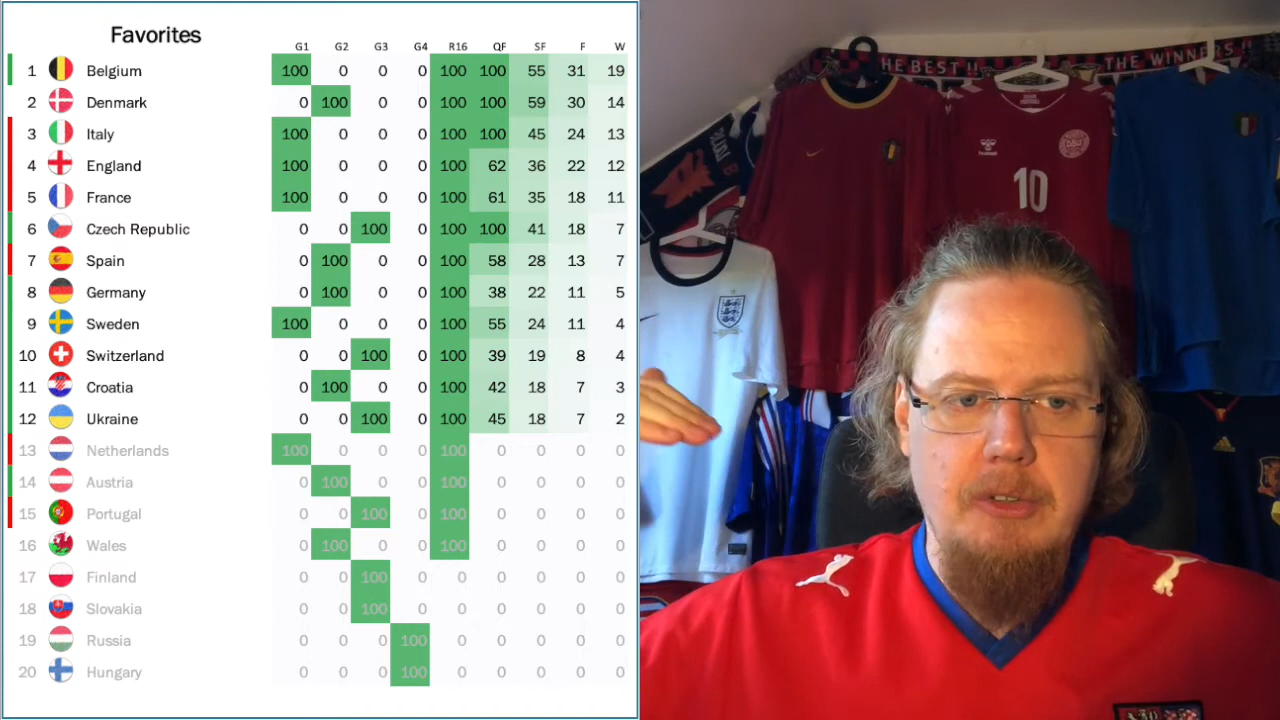 Favorites
G1 G2 G3 G4 R16 QF SF F W
1 Belgium 100 0 0 0 100 100 55 31 19
2 Denmark 0 100 0 0 100 100 59 30 14
3 Italy 100 0 0 0 100 100 45 24 13
4 England 100 0 0 0 100 62 36 22 12
5 France 100 0 0 0 100 61 35 18 11
6 Czech Republic 0 0 100 0 100 100 41 18 7
7 Spain 0 100 0 0 100 58 28 13 7
8 Germany 0 100 0 0 100 38 22 11 5
9 Sweden 100 0 0 0 100 55 24 11 4
10 Switzerland 0 0 100 0 100 39 19 8 4
11 Croatia 0 100 0 0 100 42 18 7 3
12 Ukraine 0 0 100 0 100 45 18 7 2
13 Netherlands 100 0 0 0 100 0 0 0 0
14 Austria 0 100 0 0 100 0 0 0 0
15 Portugal 0 0 100 0 100 0 0 0 0
16 Wales 0 100 0 0 100 0 0 0 0
17 Finland 0 0 100 0 0 0 0 0 0
18 Slovakia 0 0 100 0 0 0 0 0 0
19 Russia 0 0 0 100 0 0 0 0 0
20 Hungary 0 0 0 100 0 0 0 0 0
HE BEST !! THE WINNERS
10